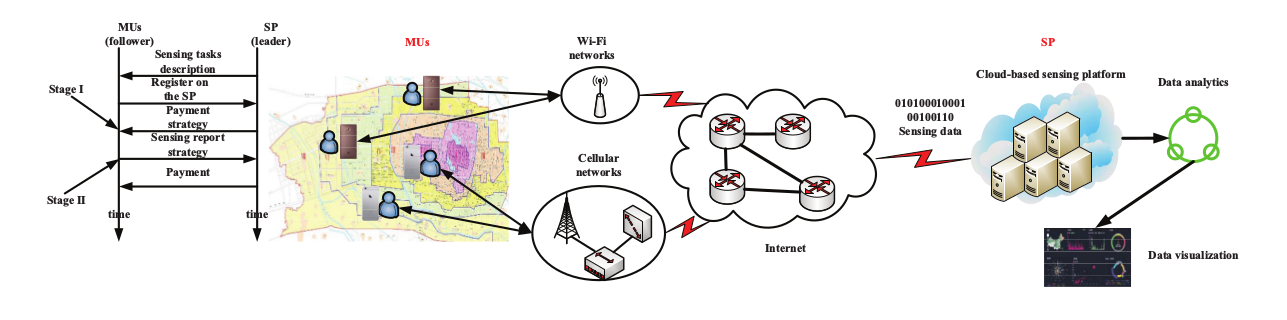 MUs
(follower)
SP
(leader)
Sensing tasks
description
Register on
the SP
Payment
strategy
Sensing report
strategy
Payment
Stage I
Stage II
time
time
MUs
Wi-Fi
networks
Cellular
networks
Internet
010100010001
00100110
Sensing data
SP
Cloud-based sensing platform
Data analytics
Data visualization